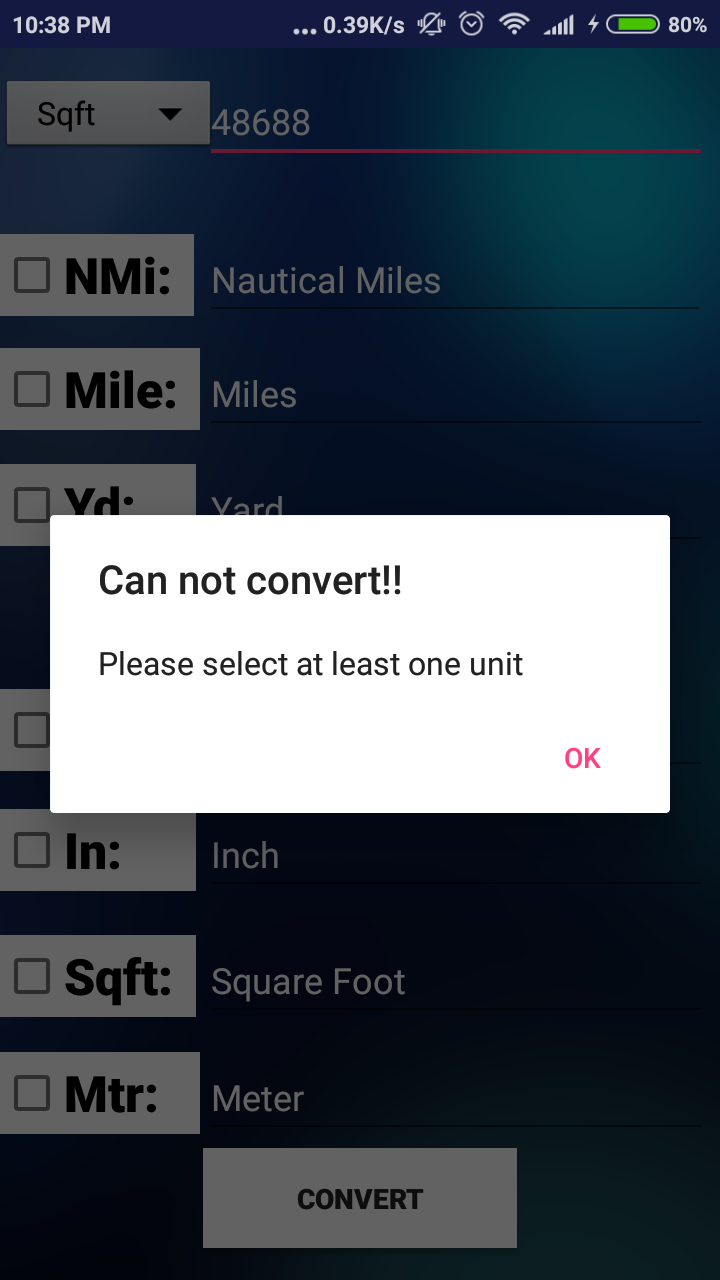 10:38 PM ... 0.39K/s 80%
Sqft 48688
NMi: Nautical Miles
Mile: Miles
Yd: Yard
Can not convert!!
Please select at least one unit
OK
In: Inch
Sqft: Square Foot
Mtr: Meter
CONVERT